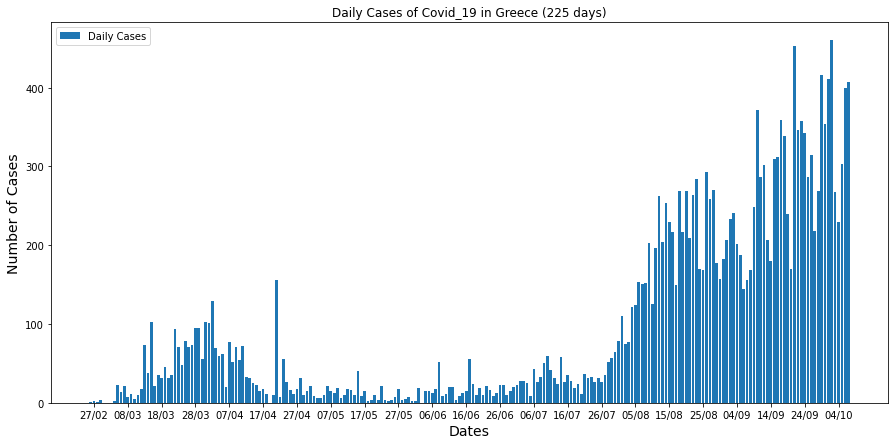 Daily Cases of Covid_19 in Greece (225 days)
Daily Cases
Number of Cases
400
300
200
100
0
27/02 08/03 18/03 28/03 07/04 17/04 27/04 07/05 17/05 27/05 06/06 16/06 26/06 06/07 16/07 26/07 05/08 15/08 25/08 04/09 14/09 24/09 04/10
Dates